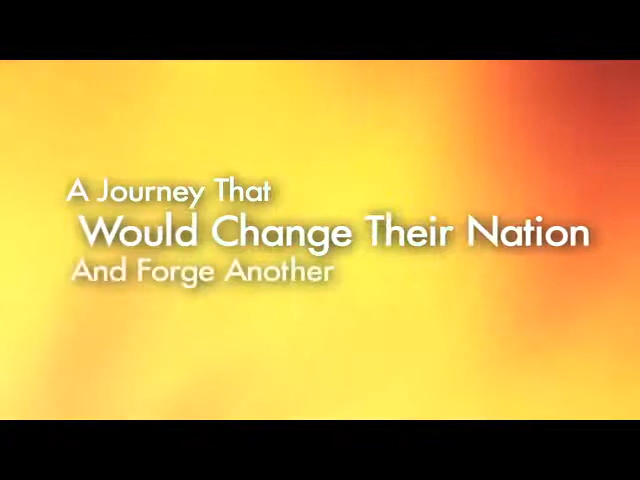 A Journey That
Would Change Their Nation
And Forge Another